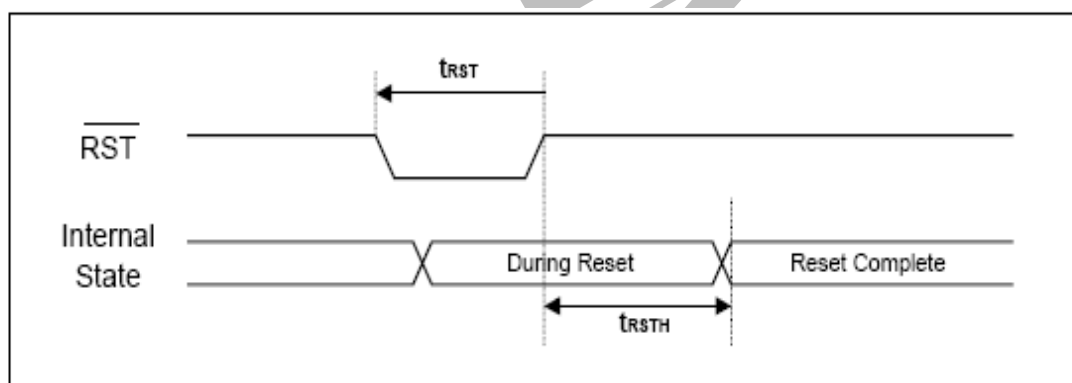 tRST
RST
Internal
State
During Reset
Reset Complete
tRSTH